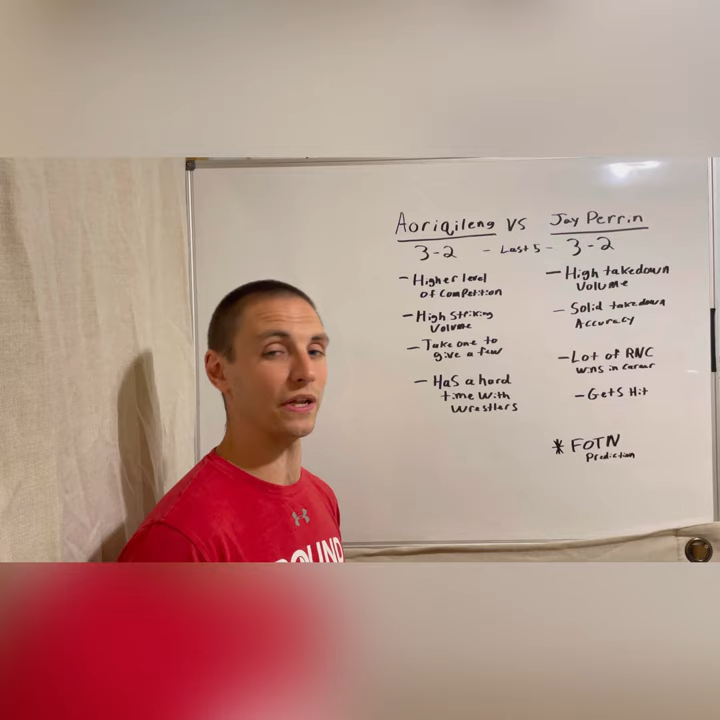 Aoriqileng VS Jay Perrin
3-2 - Last 5 - 3-2
- Higher level
of Competition
- High Striking
Volume
- Take one to
give a few
- Has a hard
time with
wrestlers
- High takedown
Volume
- Solid takedown
Accuracy
- Lot of RNC
wins in career
- Gets Hit
* FOTN
Prediction